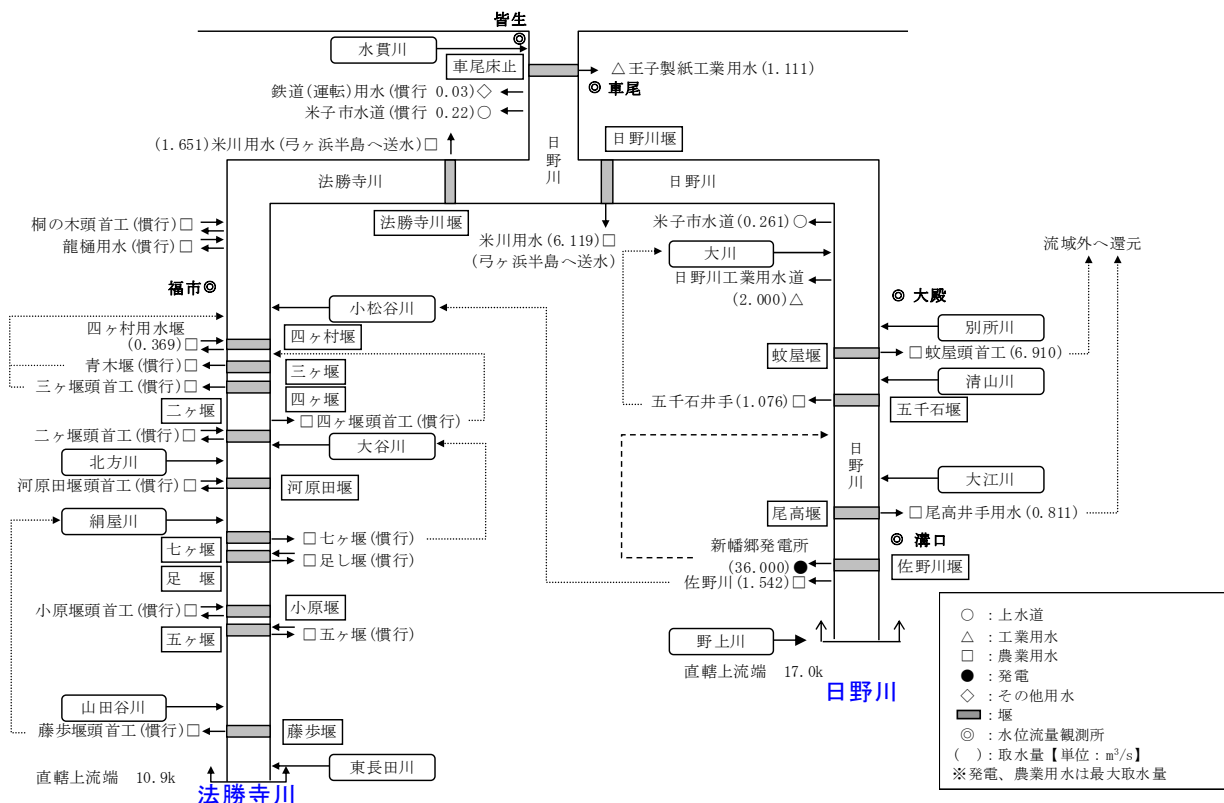 皆生
水貫川
車尾床止
△王子製紙工業用水(1.111)
◎車尾
鉄道(運転)用水(慣行 0.03)◇
米子市水道(慣行 0.22)○
(1.651)米川用水(弓ヶ浜半島へ送水)□
日野川堰
日野川
法勝寺川
日野川
法勝寺川堰
桐の木頭首工(慣行)□
龍樋用水(慣行)□
米川用水(6.119)□
(弓ヶ浜半島へ送水)
米子市水道(0.261)○
大川
日野川工業用水道
(2.000)△
流域外へ還元
福市◎
◎大殿
小松谷川
別所川
四ヶ村用水堰
(0.369)□
四ヶ村堰
蚊屋堰
□蚊屋頭首工(6.910)
青木堰(慣行)□
三ヶ堰
清山川
三ヶ堰頭首工(慣行)□
四ヶ堰
五千石井手(1.076)□
五千石堰
二ヶ堰
□四ヶ堰頭首工(慣行)
二ヶ堰頭首工(慣行)□
大谷川
日野川
北方川
河原田堰頭首工(慣行)□
河原田堰
大江川
絹屋川
尾高堰
□尾高井手用水(0.811)
七ヶ堰
□七ヶ堰(慣行)
新幡郷発電所
(36.000)●
◎溝口
足 堰
□足し堰(慣行)
佐野川(1.542)□
佐野川堰
小原堰頭首工(慣行)□
小原堰
五ヶ堰
□五ヶ堰(慣行)
野上川
直轄上流端 17.0k
日野川
山田谷川
藤歩堰頭首工(慣行)□
藤歩堰
直轄上流端 10.9k
東長田川
法勝寺川
○ :上水道
△ :工業用水
□ :農業用水
● :発電
◇ :その他用水
:堰
◎ :水位流量観測所
( ):取水量【単位:m³/s】
※発電、農業用水は最大取水量